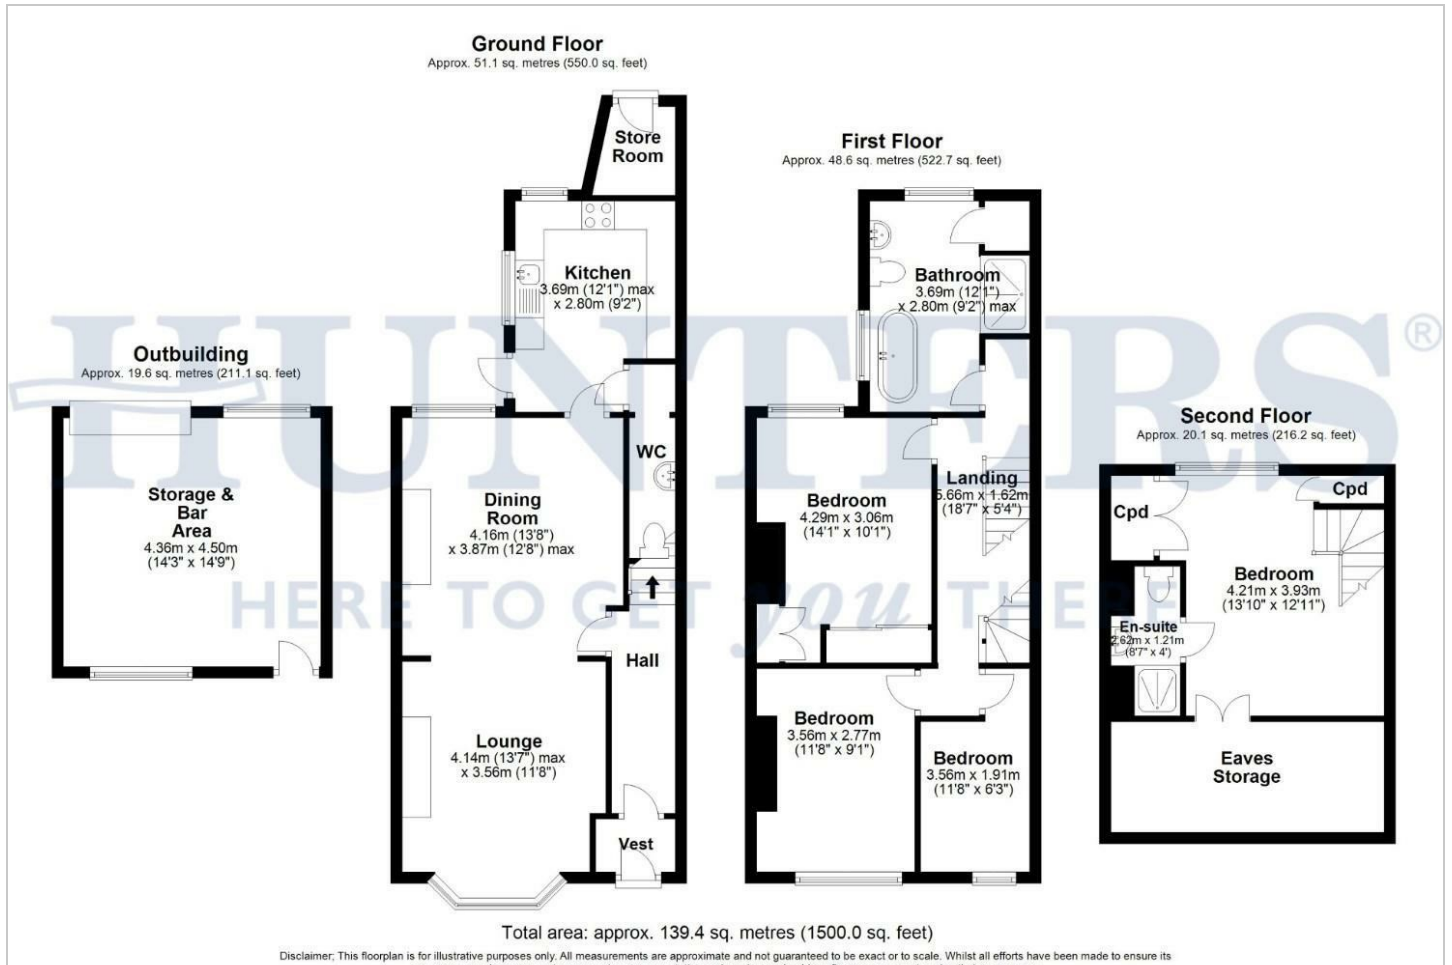 Ground Floor
Approx. 51.1 sq. metres (550.0 sq. feet)
Store
Room
Kitchen
3.69m (12'1") max
x 2.80m (9'2")
WC
Dining
Room
4.16m (13'8")
x 3.87m (12'8") max
Hall
Lounge
4.14m (13'7") max
x 3.56m (11'8")
Vest
First Floor
Approx. 48.6 sq. metres (522.7 sq. feet)
Bathroom
3.69m (12'1")
x 2.80m (9'2") max
Landing
5.66m x 1.62m
(18'7" x 5'4")
Bedroom
4.29m x 3.06m
(14'1" x 10'1")
Bedroom
3.56m x 2.77m
(11'8" x 9'1")
Bedroom
3.56m x 1.91m
(11'8" x 6'3")
Outbuilding
Approx. 19.6 sq. metres (211.1 sq. feet)
Storage &
Bar
Area
4.36m x 4.50m
(14'3" x 14'9")
Second Floor
Approx. 20.1 sq. metres (216.2 sq. feet)
Cpd
Cpd
Bedroom
4.21m x 3.93m
(13'10" x 12'11")
En-suite
2.62m x 1.21m
(8'7" x 4')
Eaves
Storage
HUNTERS®
HERE TO GET you THERE
Total area: approx. 139.4 sq. metres (1500.0 sq. feet)
Disclaimer; This floorplan is for illustrative purposes only. All measurements are approximate and not guaranteed to be exact or to scale. Whilst all efforts have been made to ensure its